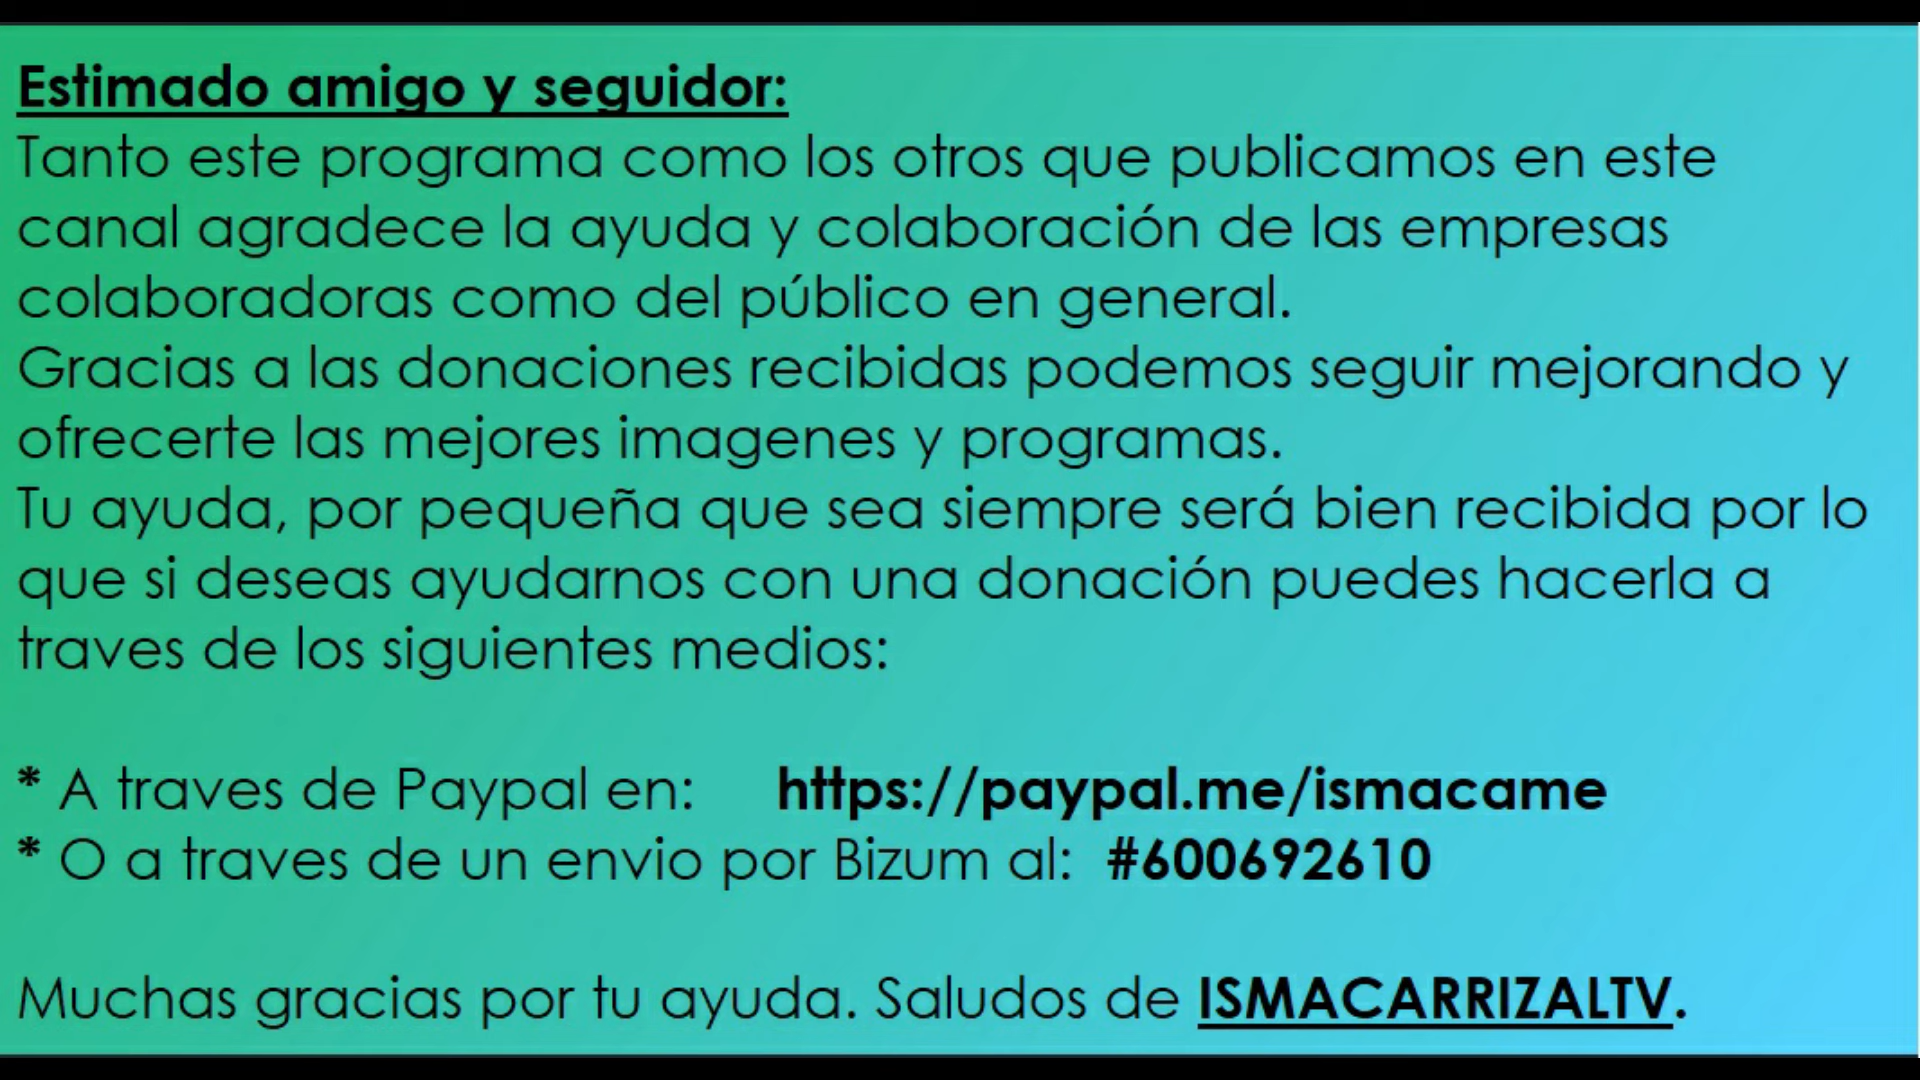 Estimado amigo y seguidor:
Tanto este programa como los otros que publicamos en este
canal agradece la ayuda y colaboración de las empresas
colaboradoras como del público en general.
Gracias a las donaciones recibidas podemos seguir mejorando y
ofrecerte las mejores imagenes y programas.
Tu ayuda, por pequeña que sea siempre será bien recibida por lo
que si deseas ayudarnos con una donación puedes hacerla a
traves de los siguientes medios:
* A traves de Paypal en: https://paypal.me/ismacame
* O a traves de un envio por Bizum al: #600692610
Muchas gracias por tu ayuda. Saludos de ISMACARRIZALTV.